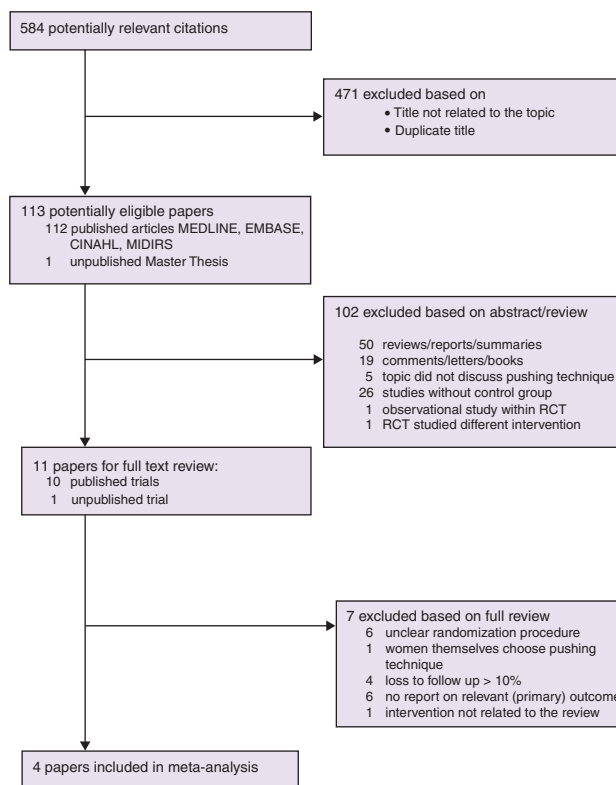 584 potentially relevant citations
471 excluded based on
• Title not related to the topic
• Duplicate title
113 potentially eligible papers
112 published articles MEDLINE, EMBASE,
CINAHL, MIDIRS
1 unpublished Master Thesis
102 excluded based on abstract/review
50 reviews/reports/summaries
19 comments/letters/books
5 topic did not discuss pushing technique
26 studies without control group
1 observational study within RCT
1 RCT studied different intervention
11 papers for full text review:
10 published trials
1 unpublished trial
7 excluded based on full review
6 unclear randomization procedure
1 women themselves choose pushing
technique
4 loss to follow up > 10%
6 no report on relevant (primary) outcome
1 intervention not related to the review
4 papers included in meta-analysis